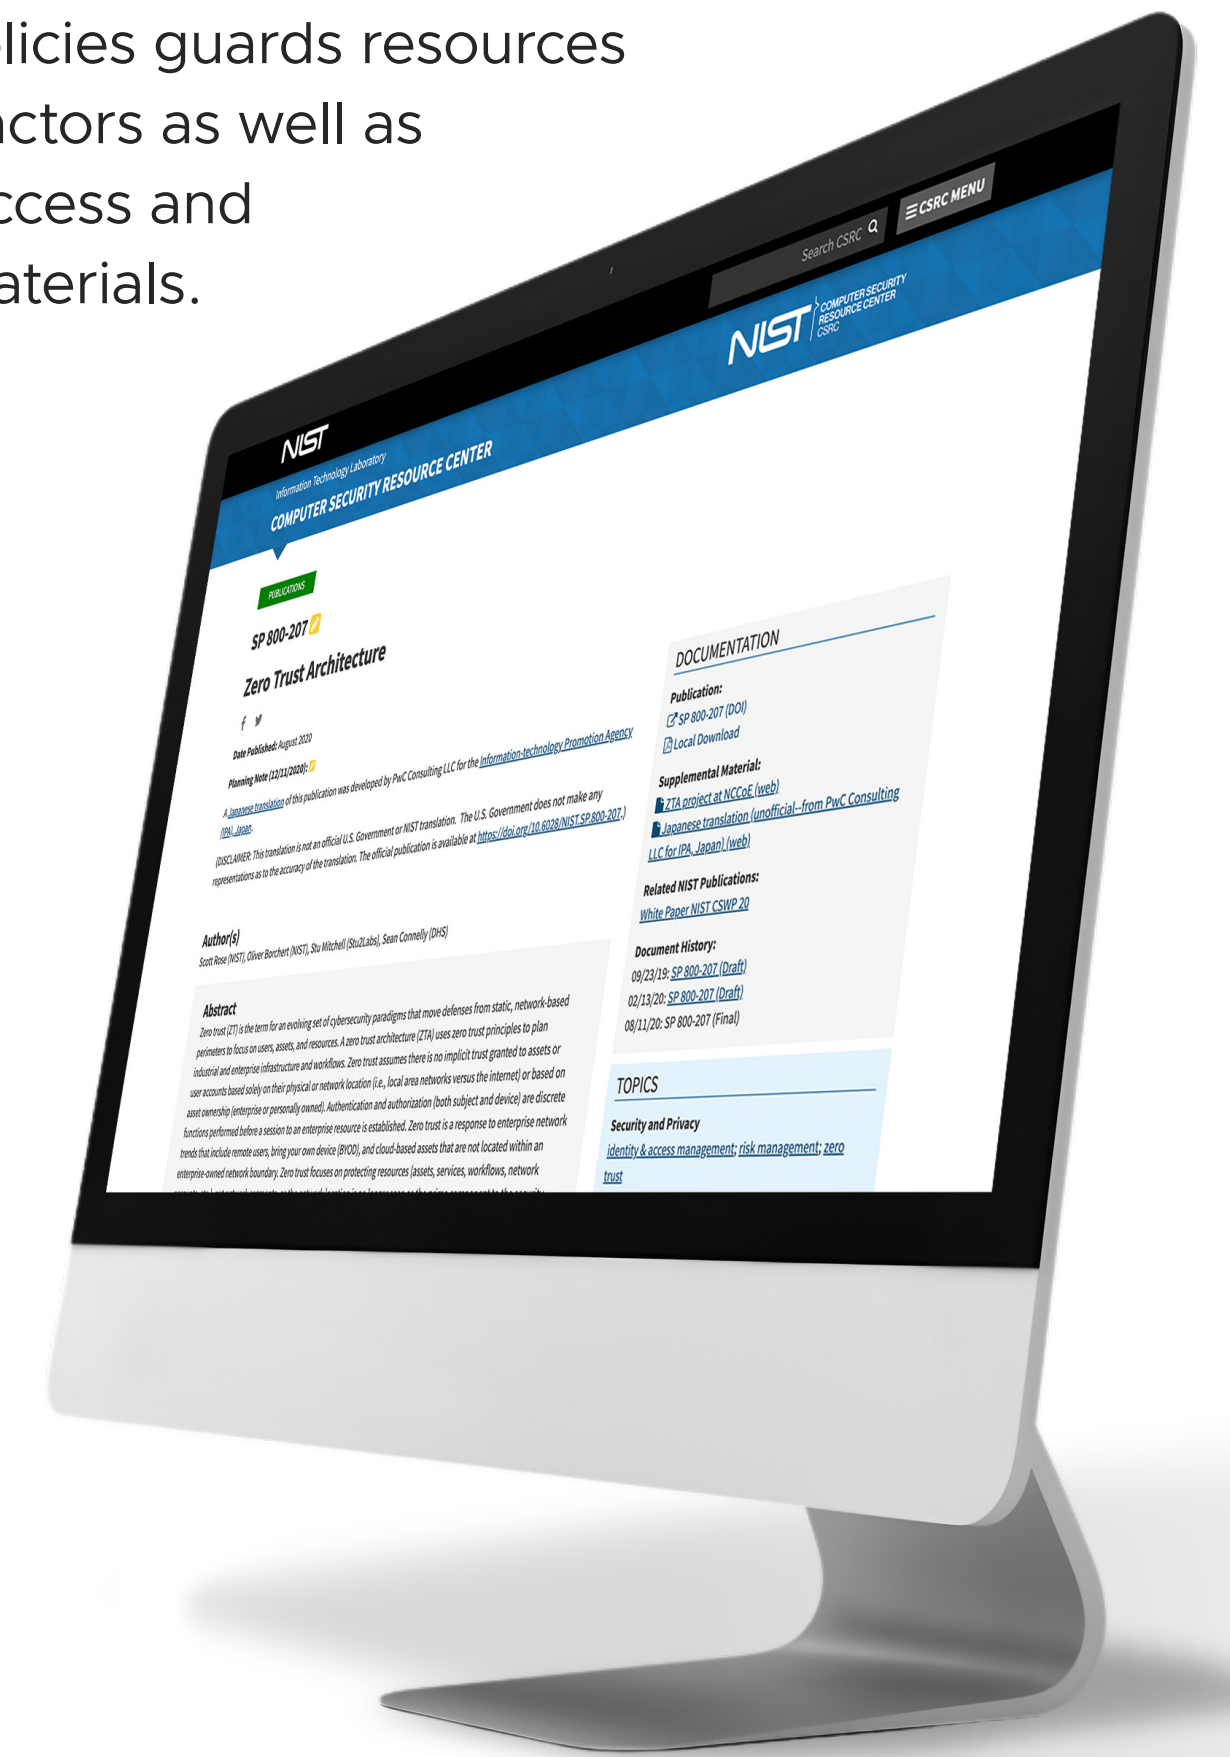 licies guards resources
actors as well as
ccess and
aterials.
Search CSRC
CSRC MENU
NIST
COMPUTER SECURITY
RESOURCE CENTER
CSRC
NIST
Information Technology Laboratory
COMPUTER SECURITY RESOURCE CENTER
PUBLICATIONS
SP 800-207
Zero Trust Architecture
Date Published: August 2020
Planning Note (12/11/2020):
A Japanese translation of this publication was developed by PwC Consulting LLC for the Information-technology Promotion Agency
(IPA), Japan.
(DISCLAIMER: This translation is not an official U.S. Government or NIST translation. The U.S. Government does not make any
representations as to the accuracy of the translation. The official publication is available at https://doi.org/10.6028/NIST.SP.800-207.)
Author(s)
Scott Rose (NIST), Oliver Borchert (NIST), Stu Mitchell (Stu2Labs), Sean Connelly (DHS)
Abstract
Zero trust (ZT) is the term for an evolving set of cybersecurity paradigms that move defenses from static, network-based
perimeters to focus on users, assets, and resources. A zero trust architecture (ZTA) uses zero trust principles to plan
industrial and enterprise infrastructure and workflows. Zero trust assumes there is no implicit trust granted to assets or
user accounts based solely on their physical or network location (i.e., local area networks versus the internet) or based on
asset ownership (enterprise or personally owned). Authentication and authorization (both subject and device) are discrete
functions performed before a session to an enterprise resource is established. Zero trust is a response to enterprise network
trends that include remote users, bring your own device (BYOD), and cloud-based assets that are not located within an
enterprise-owned network boundary. Zero trust focuses on protecting resources (assets, services, workflows, network
DOCUMENTATION
Publication:
SP 800-207 (DOI)
Local Download
Supplemental Material:
ZTA project at NCCoE (web)
Japanese translation (unofficial--from PwC Consulting
LLC for IPA, Japan) (web)
Related NIST Publications:
White Paper NIST CSWP 20
Document History:
09/23/19: SP 800-207 (Draft)
02/13/20: SP 800-207 (Draft)
08/11/20: SP 800-207 (Final)
TOPICS
Security and Privacy
identity & access management; risk management; zero
trust